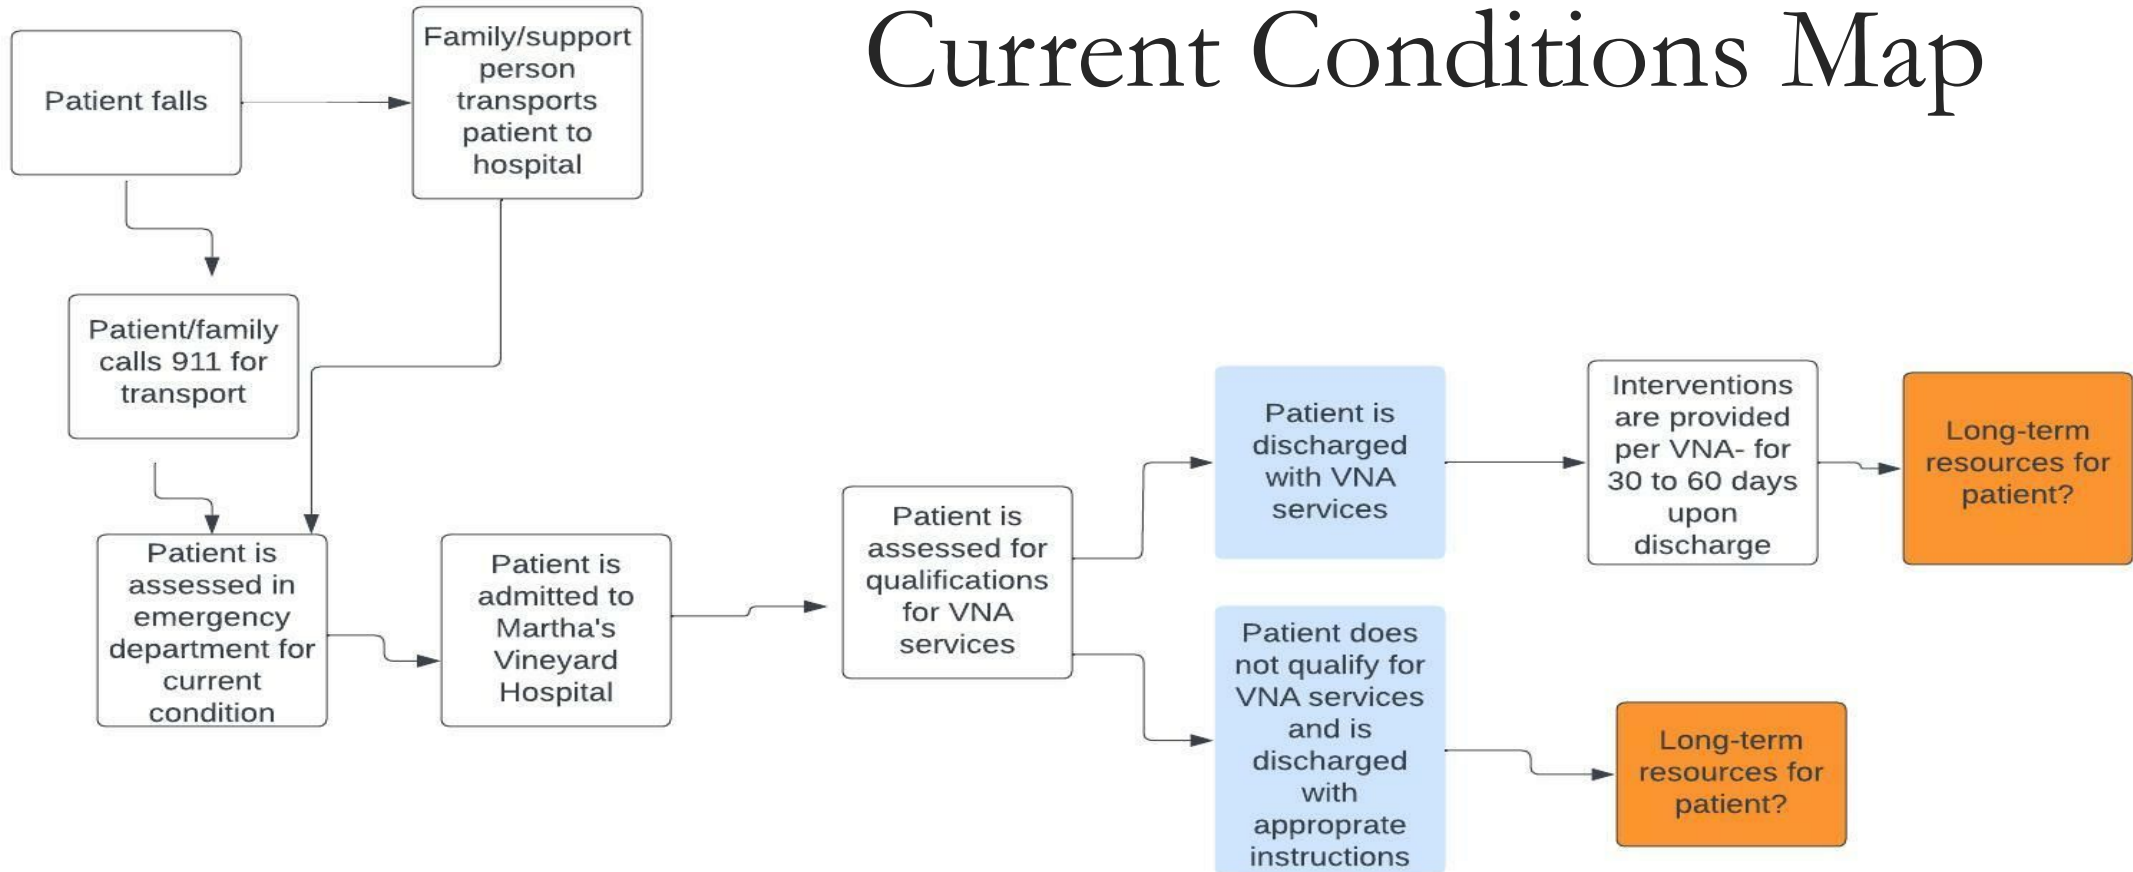 Current Conditions Map
Patient falls
Family/support
person
transports
patient to
hospital
Patient/family
calls 911 for
transport
Patient is
assessed in
emergency
department for
current
condition
Patient is
admitted to
Martha's
Vineyard
Hospital
Patient is
assessed for
qualifications
for VNA
services
Patient is
discharged
with VNA
services
Interventions
are provided
per VNA- for
30 to 60 days
upon
discharge
Long-term
resources for
patient?
Patient does
not qualify for
VNA services
and is
discharged
with
approprate
instructions
Long-term
resources for
patient?